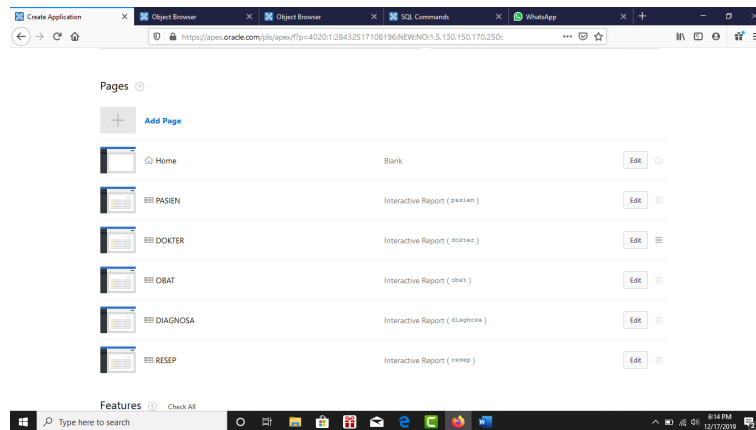 Create Application
Object Browser
Object Browser
SQL Commands
WhatsApp
https://apex.oracle.com/pls/apex/f?p=4020:1:28432517108196:NEW:NO:1.5,130,150,170,250::
Pages
Add Page
Home Blank Edit
PASIEN Interactive Report ( pasien ) Edit
DOKTER Interactive Report ( dokter ) Edit
OBAT Interactive Report ( obat ) Edit
DIAGNOSA Interactive Report ( diagnosa ) Edit
RESEP Interactive Report ( resep ) Edit
Features Check All
Type here to search
6:14 PM
12/17/2019